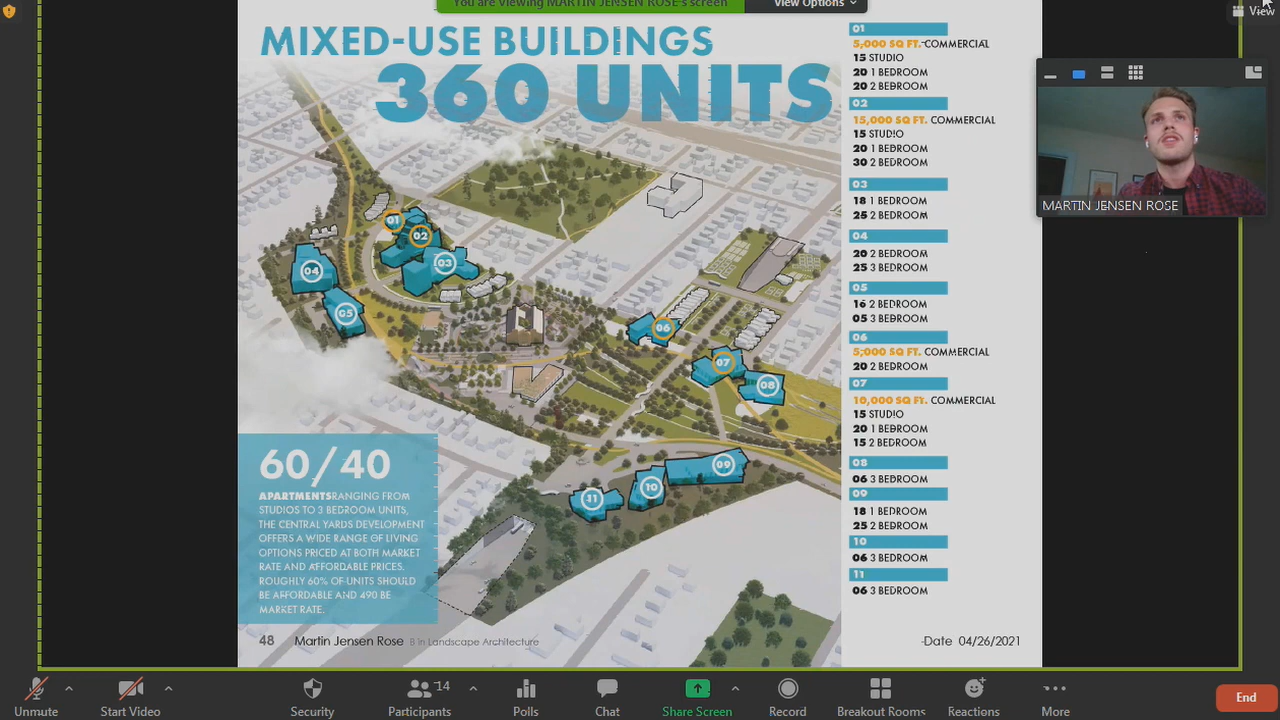 You are viewing MARTIN JENSEN ROSE's screen
View Options
View
MIXED-USE BUILDINGS
360 UNITS
01
5,000 SQ FT. COMMERCIAL
15 STUDIO
20 1 BEDROOM
20 2 BEDROOM
02
15,000 SQ FT. COMMERCIAL
15 STUDIO
20 1 BEDROOM
30 2 BEDROOM
03
18 1 BEDROOM
25 2 BEDROOM
04
20 2 BEDROOM
25 3 BEDROOM
05
16 2 BEDROOM
05 3 BEDROOM
06
5,000 SQ FT. COMMERCIAL
20 2 BEDROOM
07
10,000 SQ FT. COMMERCIAL
15 STUDIO
20 1 BEDROOM
15 2 BEDROOM
08
06 3 BEDROOM
09
18 1 BEDROOM
25 2 BEDROOM
10
06 3 BEDROOM
11
06 3 BEDROOM
MARTIN JENSEN ROSE
01
02
03
04
05
06
07
08
09
10
11
60/40
APARTMENTS RANGING FROM
STUDIOS TO 3 BEDROOM UNITS,
THE CENTRAL YARDS DEVELOPMENT
OFFERS A WIDE RANGE OF LIVING
OPTIONS PRICED AT BOTH MARKET
RATE AND AFFORDABLE PRICES.
ROUGHLY 60% OF UNITS SHOULD
BE AFFORDABLE AND 490 BE
MARKET RATE.
48 Martin Jensen Rose B in Landscape Architecture
-Date 04/26/2021
Unmute
Start Video
Security
14
Participants
Polls
Chat
Share Screen
Record
Breakout Rooms
Reactions
More
End